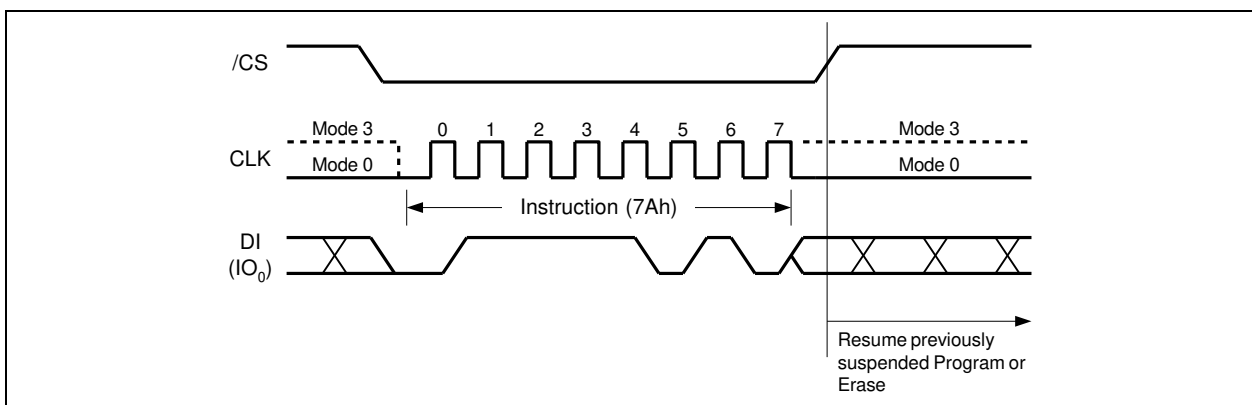 /CS
Mode 3 0 1 2 3 4 5 6 7 Mode 3
CLK Mode 0 Mode 0
Instruction (7Ah)
DI
(IO₀)
Resume previously
suspended Program or
Erase